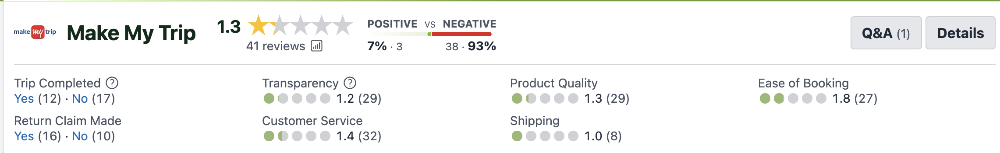 make my trip
Make My Trip
1.3
41 reviews
POSITIVE VS NEGATIVE
7% · 3
38 · 93%
Q&A (1)
Details
Trip Completed ?
Yes (12) · No (17)
Transparency ?
1.2 (29)
Product Quality
1.3 (29)
Ease of Booking
1.8 (27)
Return Claim Made
Yes (16) · No (10)
Customer Service
1.4 (32)
Shipping
1.0 (8)